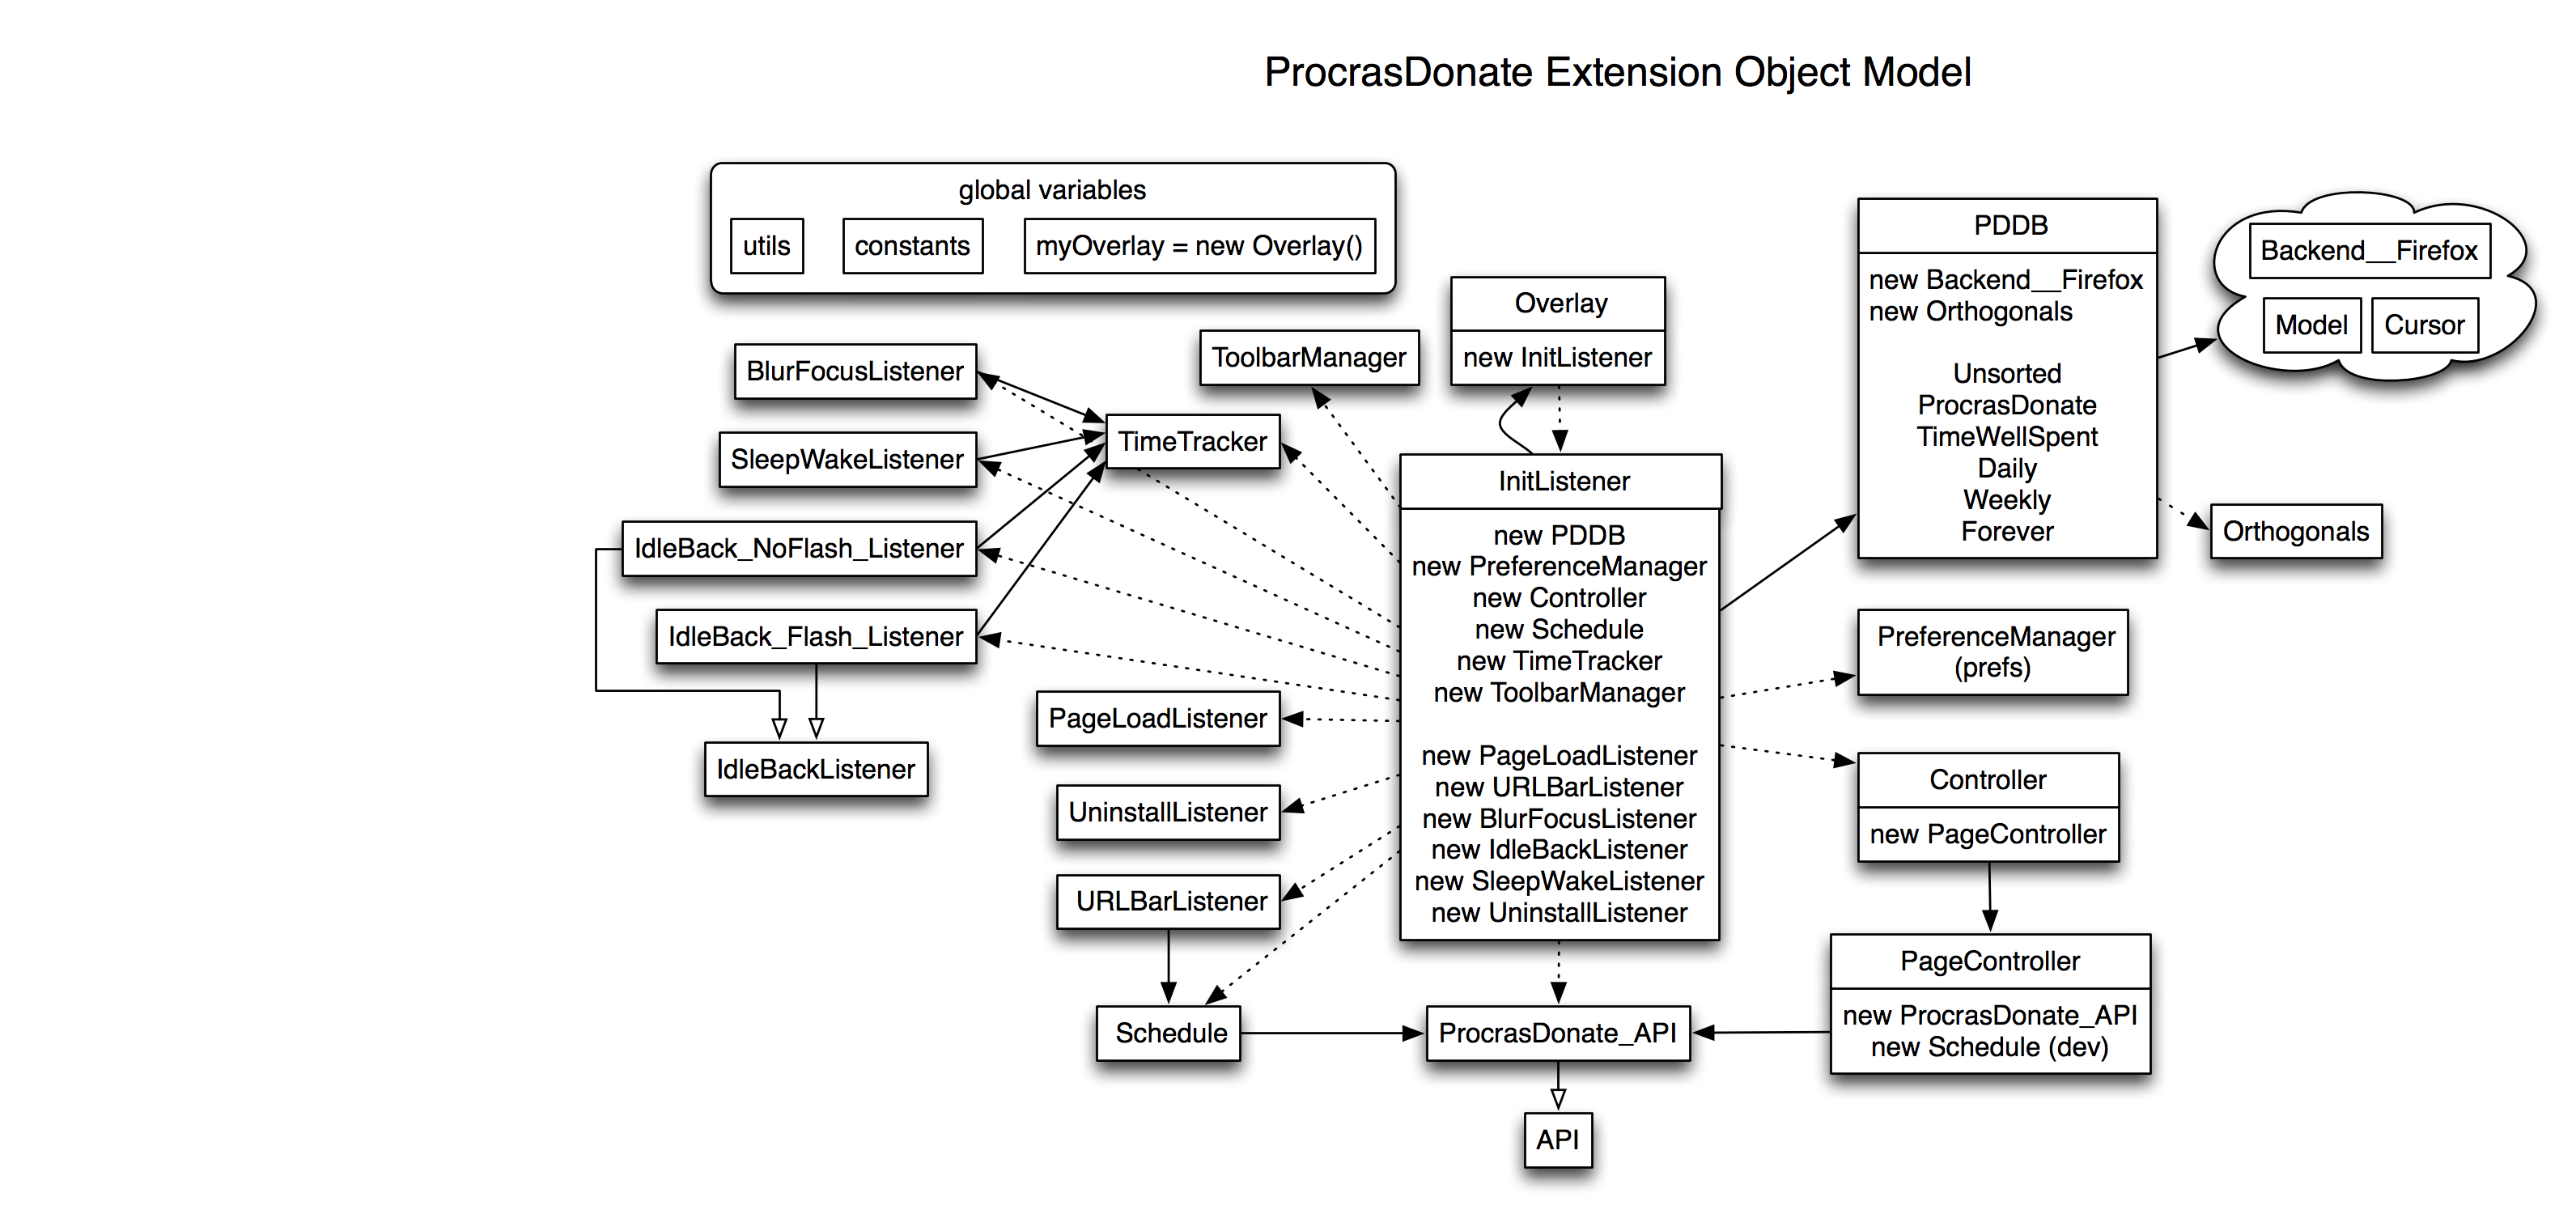 ProcrasDonate Extension Object Model
global variables
utils
constants
myOverlay = new Overlay()
BlurFocusListener
SleepWakeListener
IdleBack_NoFlash_Listener
IdleBack_Flash_Listener
IdleBackListener
TimeTracker
ToolbarManager
Overlay
new InitListener
PageLoadListener
UninstallListener
URLBarListener
Schedule
InitListener
new PDDB
new PreferenceManager
new Controller
new Schedule
new TimeTracker
new ToolbarManager
new PageLoadListener
new URLBarListener
new BlurFocusListener
new IdleBackListener
new SleepWakeListener
new UninstallListener
ProcrasDonate_API
API
PDDB
new Backend__Firefox
new Orthogonals
Unsorted
ProcrasDonate
TimeWellSpent
Daily
Weekly
Forever
Backend__Firefox
Model
Cursor
Orthogonals
PreferenceManager
(prefs)
Controller
new PageController
PageController
new ProcrasDonate_API
new Schedule (dev)